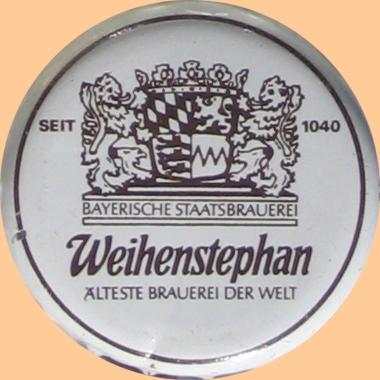 SEIT 1040
BAYERISCHE STAATSBRAUEREI
Weihenstephan
ÄLTESTE BRAUEREI DER WELT